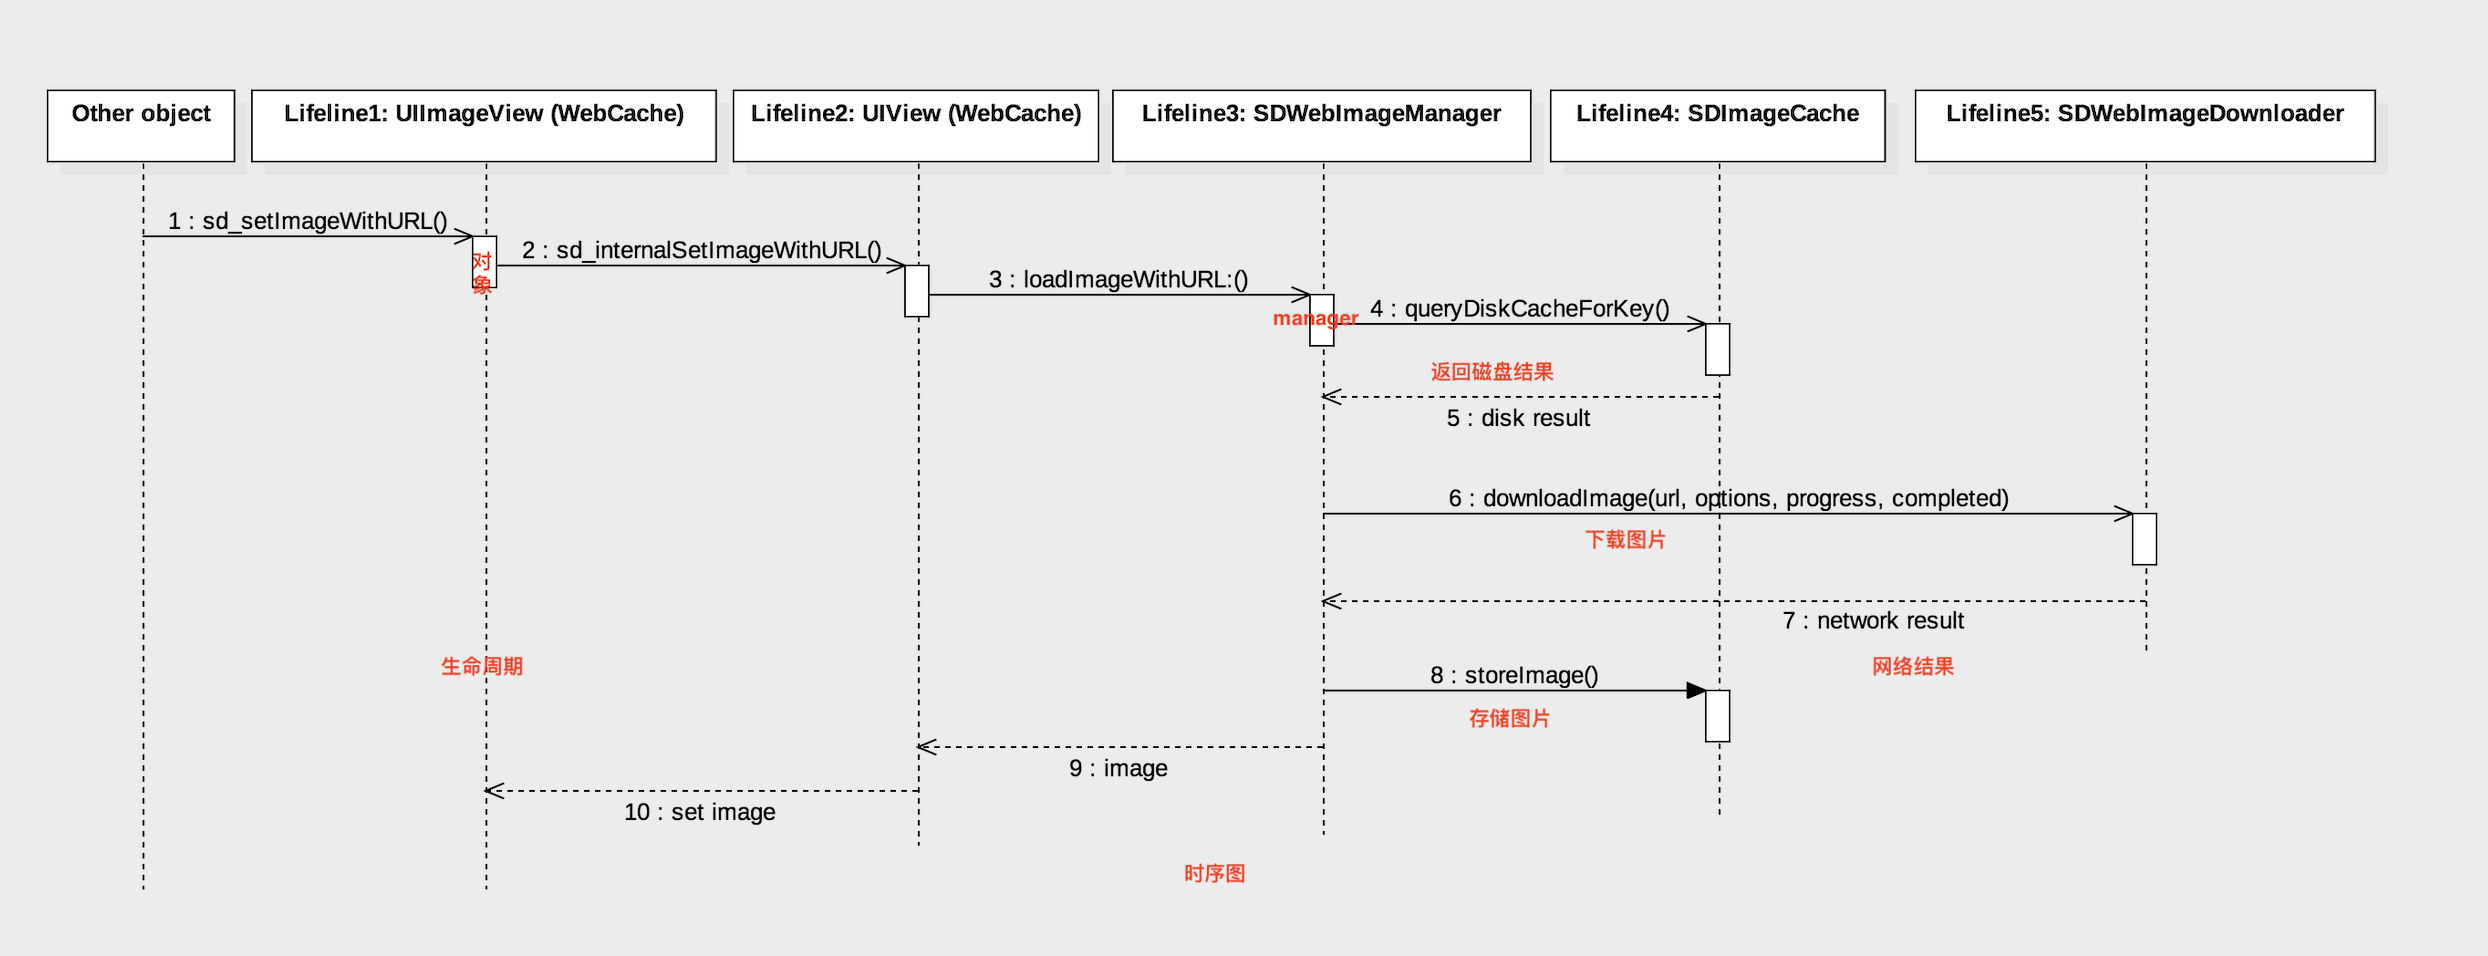 Other object
Lifeline1: UIImageView (WebCache)
Lifeline2: UIView (WebCache)
Lifeline3: SDWebImageManager
Lifeline4: SDImageCache
Lifeline5: SDWebImageDownloader
1 : sd_setImageWithURL()
对
象
2 : sd_internalSetImageWithURL()
3 : loadImageWithURL:()
manager
4 : queryDiskCacheForKey()
返回磁盘结果
5 : disk result
6 : downloadImage(url, options, progress, completed)
下载图片
7 : network result
生命周期
网络结果
8 : storeImage()
存储图片
9 : image
10 : set image
时序图